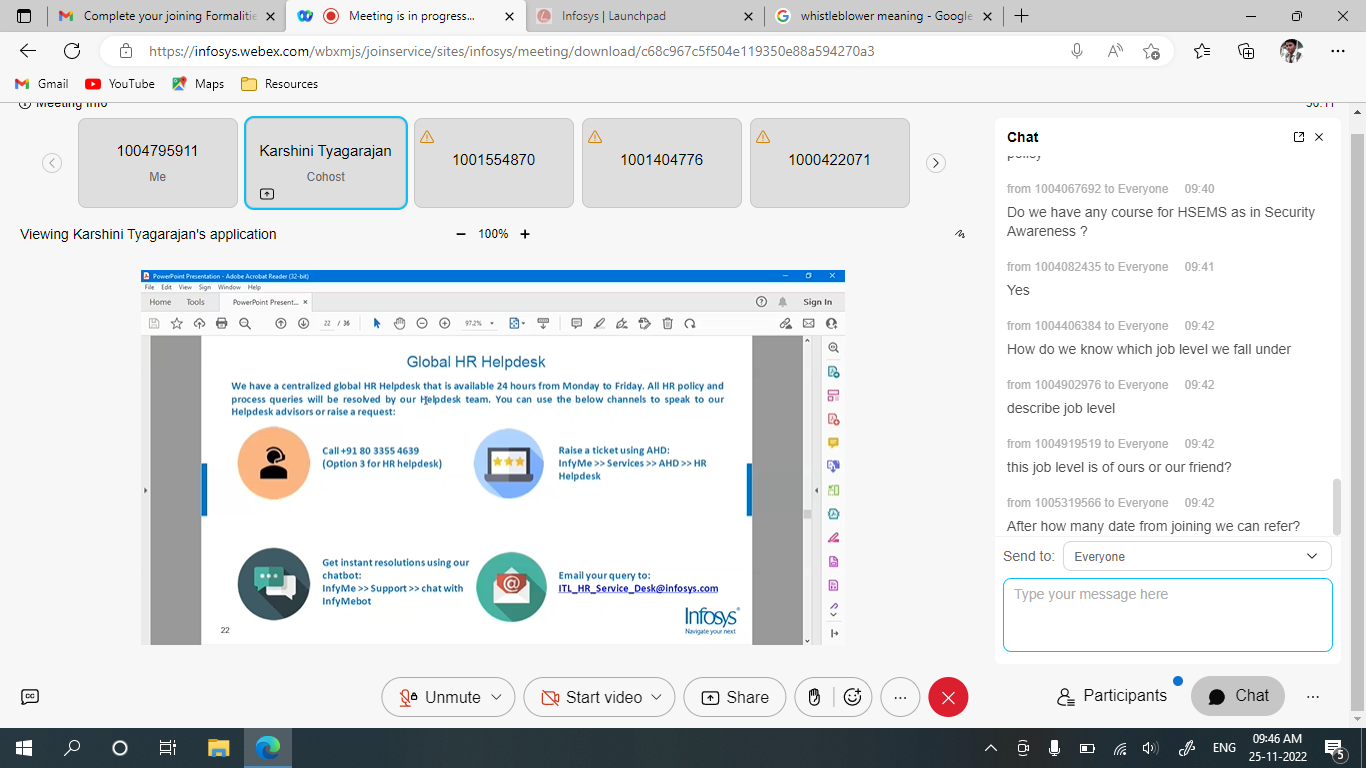 Complete your joining Formalitie
Meeting is in progress...
Infosys | Launchpad
whistleblower meaning - Google
https://infosys.webex.com/wbxmjs/joinservice/sites/infosys/meeting/download/c68c967c5f504e119350e88a594270a3
Gmail
YouTube
Maps
Resources
Meeting Info
1004795911
Me
Karshini Tyagarajan
Cohost
1001554870
1001404776
1000422071
Viewing Karshini Tyagarajan's application
100%
PowerPoint Presentation - Adobe Acrobat Reader (32-bit)
File Edit View Sign Window Help
Home Tools PowerPoint Present...
Sign In
22 / 36
97.2%
Global HR Helpdesk
We have a centralized global HR Helpdesk that is available 24 hours from Monday to Friday. All HR policy and
process queries will be resolved by our Helpdesk team. You can use the below channels to speak to our
Helpdesk advisors or raise a request:
Call +91 80 3355 4639
(Option 3 for HR helpdesk)
Raise a ticket using AHD:
InfyMe >> Services >> AHD >> HR
Helpdesk
Get instant resolutions using our
chatbot:
InfyMe >> Support >> chat with
InfyMebot
Email your query to:
ITL_HR_Service_Desk@infosys.com
Infosys®
Navigate your next
22
Chat
policy
from 1004067692 to Everyone 09:40
Do we have any course for HSEMS as in Security
Awareness ?
from 1004082435 to Everyone 09:41
Yes
from 1004406384 to Everyone 09:42
How do we know which job level we fall under
from 1004902976 to Everyone 09:42
describe job level
from 1004919519 to Everyone 09:42
this job level is of ours or our friend?
from 1005319566 to Everyone 09:42
After how many date from joining we can refer?
Send to: Everyone
Type your message here
CC
Unmute
Start video
Share
Participants
Chat
ENG
09:46 AM
25-11-2022
5